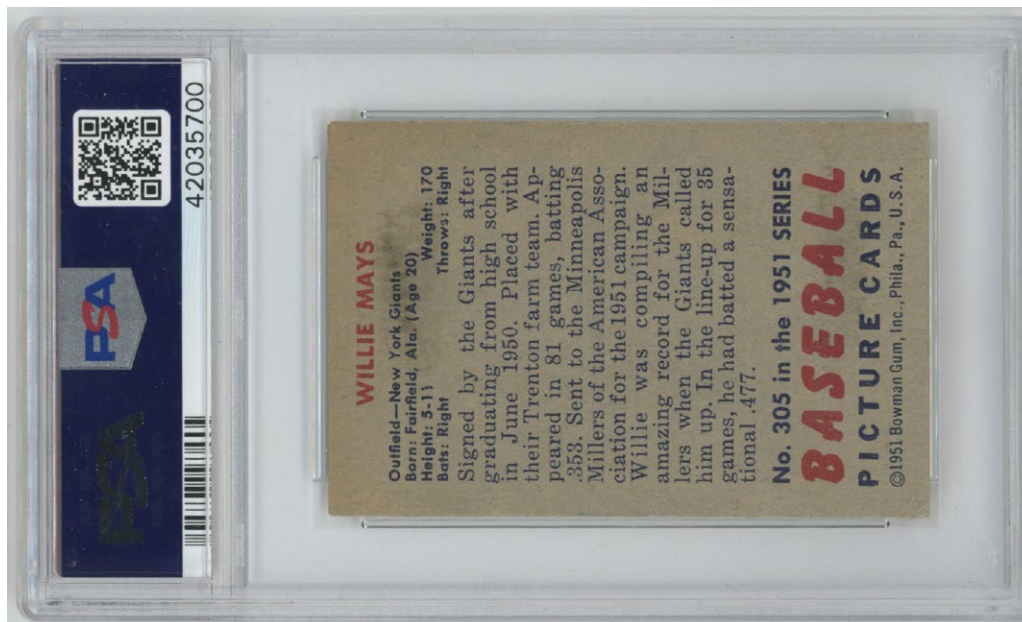 PSA
42035700
PSA
WILLIE MAYS
Outfield—New York Giants
Born: Fairfield, Ala. (Age 20)
Height: 5-11 Weight: 170
Bats: Right Throws: Right
Signed by the Giants after
graduating from high school
in June 1950. Placed with
their Trenton farm team. Ap-
peared in 81 games, batting
.353. Sent to the Minneapolis
Millers of the American Asso-
ciation for the 1951 campaign.
Willie was compiling an
amazing record for the Mil-
lers when the Giants called
him up. In the line-up for 35
games, he had batted a sensa-
tional .477.
No. 305 in the 1951 SERIES
BASEBALL
PICTURE CARDS
©1951 Bowman Gum, Inc., Phila., Pa., U.S.A.